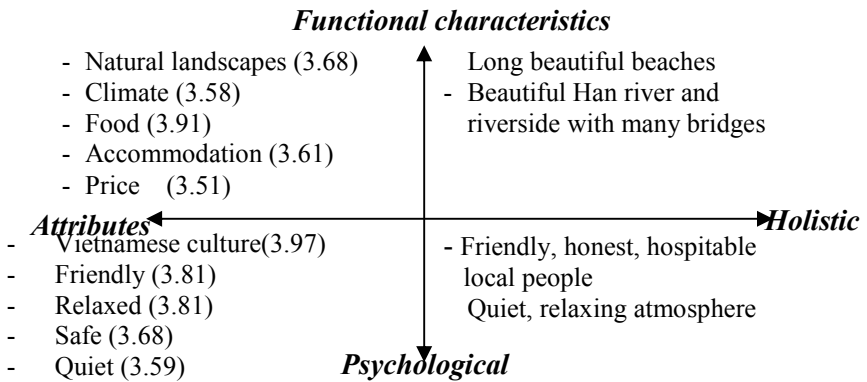 Functional characteristics
- Natural landscapes (3.68)
- Climate (3.58)
- Food (3.91)
- Accommodation (3.61)
- Price (3.51)
Long beautiful beaches
- Beautiful Han river and
riverside with many bridges
Attributes
Holistic
- Vietnamese culture(3.97)
- Friendly (3.81)
- Relaxed (3.81)
- Safe (3.68)
- Quiet (3.59)
- Friendly, honest, hospitable
local people
Quiet, relaxing atmosphere
Psychological